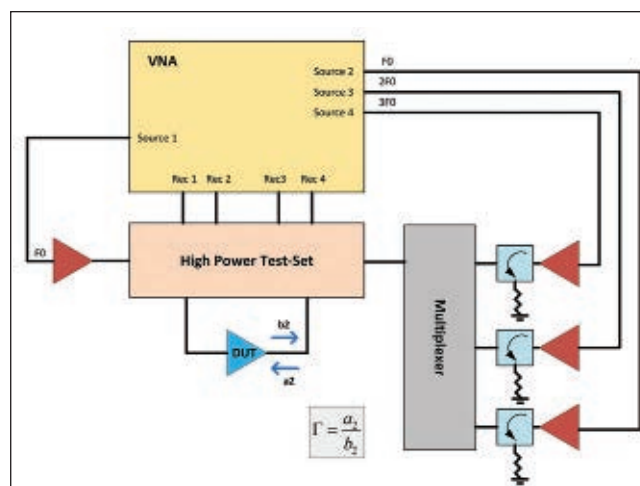 VNA
Source 2
Source 3
Source 4
F0
2F0
3F0
Source 1
Rec 1 Rec 2 Rec3 Rec 4
F0
High Power Test-Set
Multiplexer
b2
DUT
a2
Γ = a₂/b₂